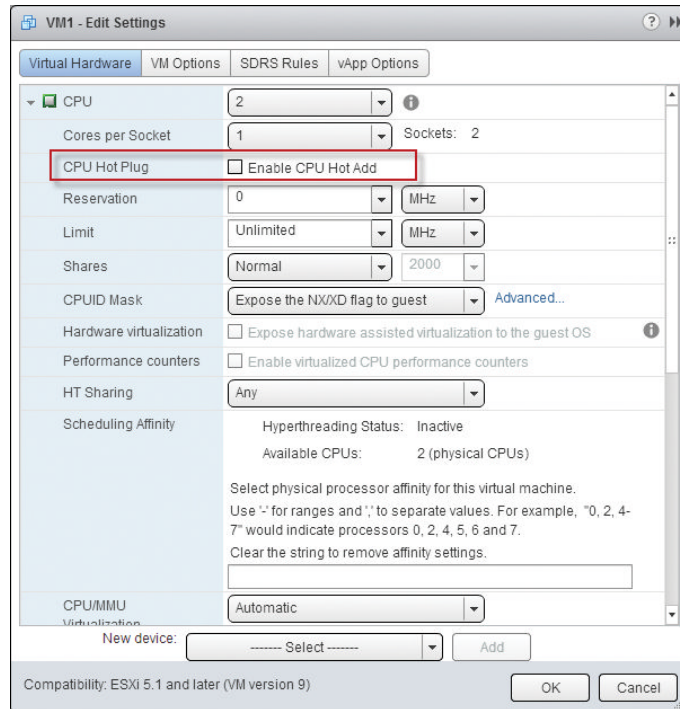 VM1 - Edit Settings
Virtual Hardware VM Options SDRS Rules vApp Options
CPU 2
Cores per Socket 1 Sockets: 2
CPU Hot Plug Enable CPU Hot Add
Reservation 0 MHz
Limit Unlimited MHz
Shares Normal 2000
CPUID Mask Expose the NX/XD flag to guest Advanced...
Hardware virtualization Expose hardware assisted virtualization to the guest OS
Performance counters Enable virtualized CPU performance counters
HT Sharing Any
Scheduling Affinity Hyperthreading Status: Inactive
Available CPUs: 2 (physical CPUs)
Select physical processor affinity for this virtual machine.
Use '-' for ranges and ',' to separate values. For example, "0, 2, 4-
7" would indicate processors 0, 2, 4, 5, 6 and 7.
Clear the string to remove affinity settings.
CPU/MMU Automatic
Virtualization
New device: ------- Select ------- Add
Compatibility: ESXi 5.1 and later (VM version 9) OK Cancel